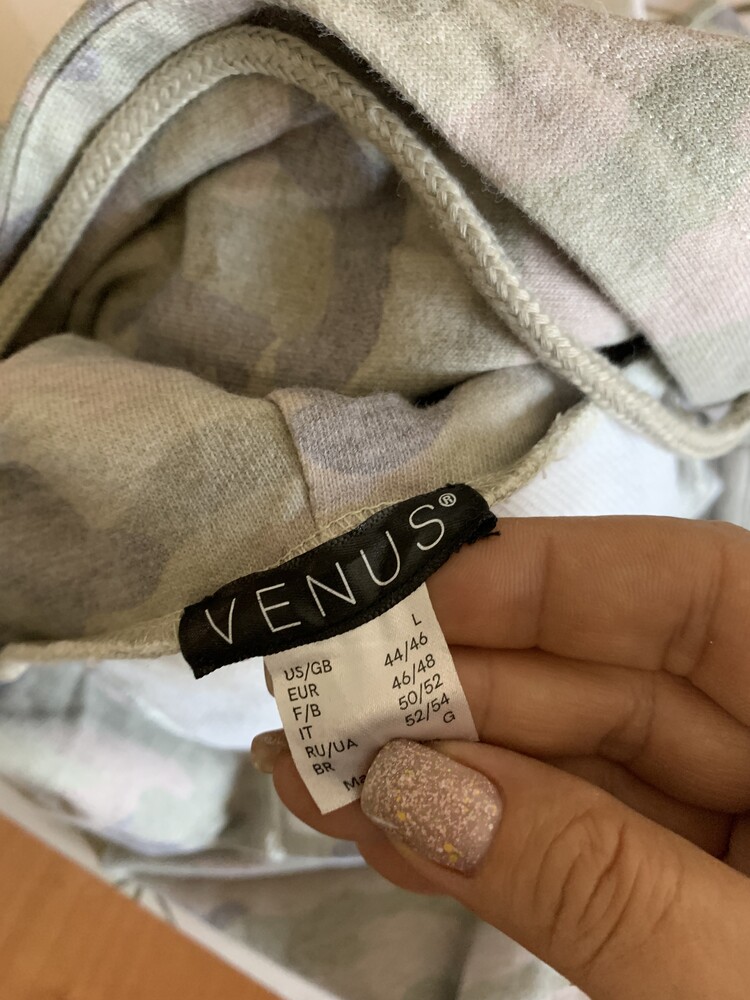 VENUS®
US/GB L
EUR 44/46
F/B 46/48
IT 50/52
RU/UA 52/54
BR G